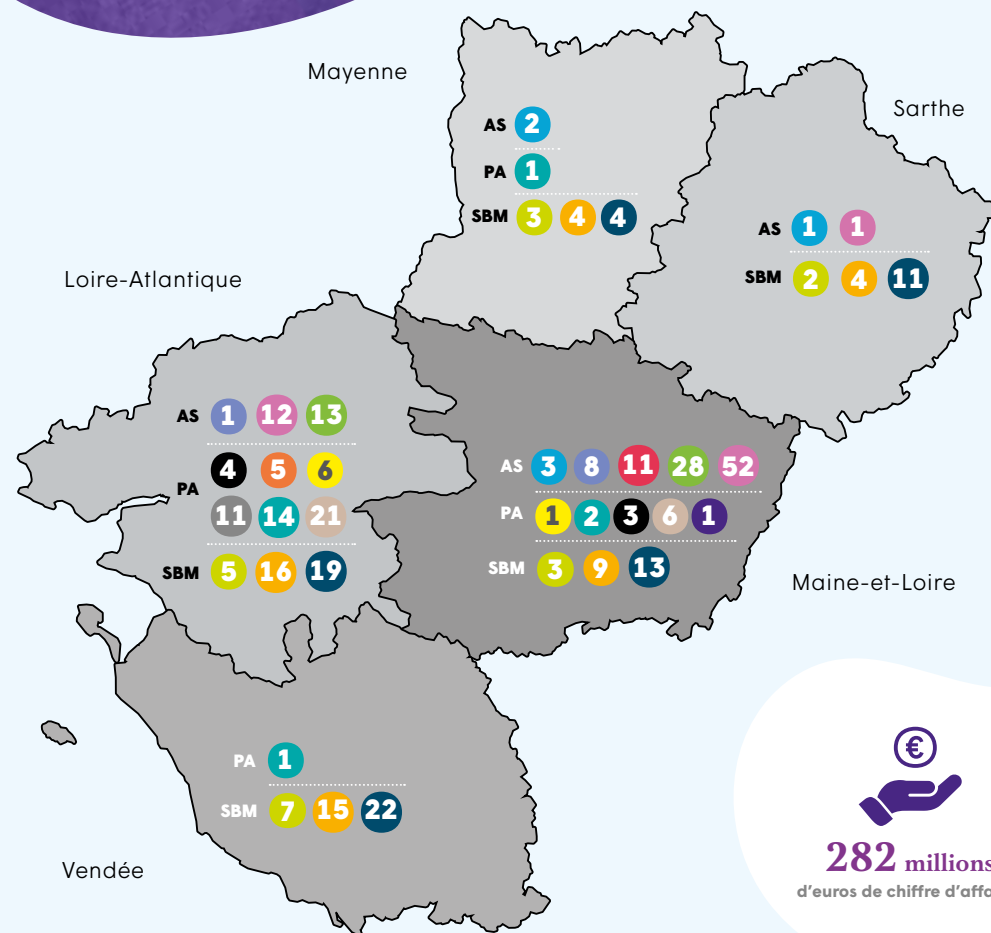 Mayenne
AS 2
PA 1
SBM 3 4 4
Sarthe
AS 1 1
SBM 2 4 11
Loire-Atlantique
AS 1 12 13
4 5 6
PA
11 14 21
SBM 5 16 19
AS 3 8 11 28 52
PA 1 2 3 6 1
SBM 3 9 13
Maine-et-Loire
PA 1
SBM 7 15 22
Vendée
€
282 millions
d'euros de chiffre